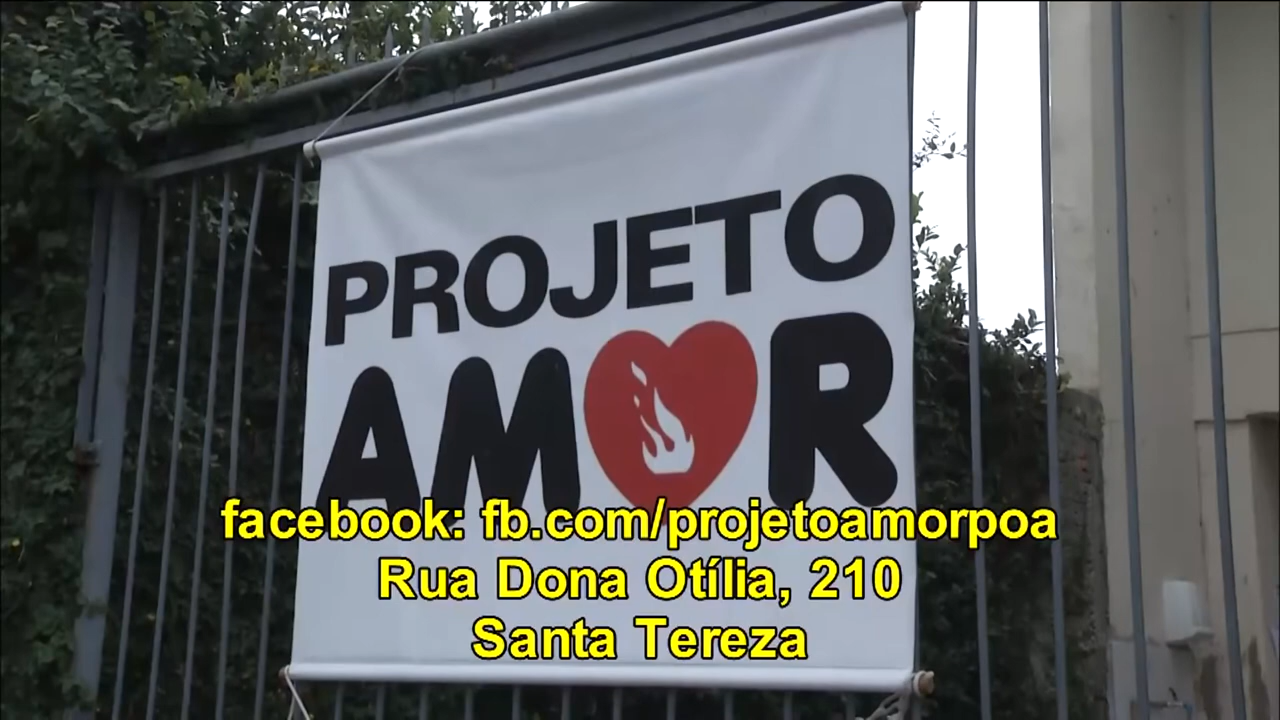 PROJETO
AMOR
facebook: fb.com/projetoamorpoa
Rua Dona Otília, 210
Santa Tereza